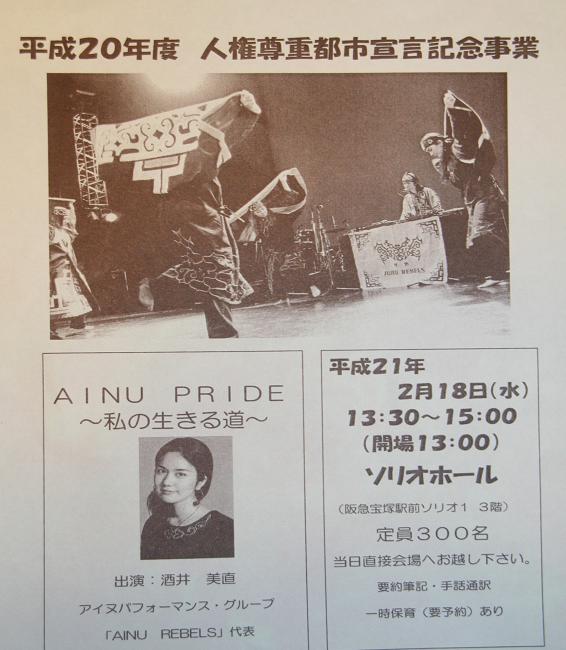 平成20年度 人権尊重都市宣言記念事業
AINU REBELS
AINU PRIDE
～私の生きる道～
出演：酒井 美直
アイヌパフォーマンス・グループ
「AINU REBELS」代表
平成21年
2月18日(水)
13:30～15:00
(開場13:00)
ソリオホール
(阪急宝塚駅前ソリオ1 3階)
定員300名
当日直接会場へお越し下さい。
要約筆記・手話通訳
一時保育(要予約)あり